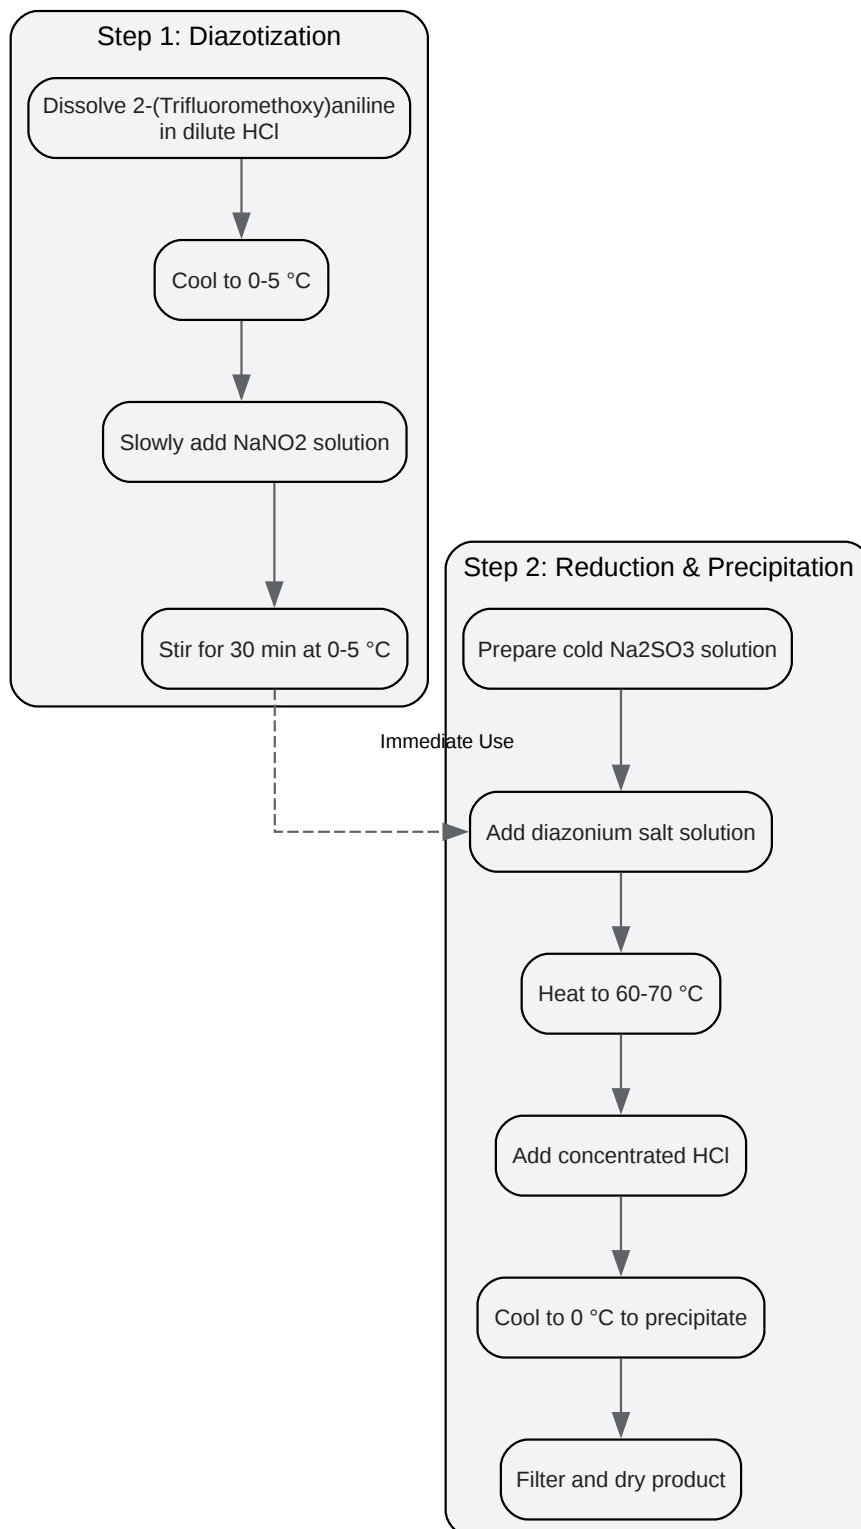 Step 1: Diazotization
Dissolve 2-(Trifluoromethoxy)aniline
in dilute HCl
Cool to 0-5 °C
Slowly add NaNO2 solution
Stir for 30 min at 0-5 °C
Immediate Use
Step 2: Reduction & Precipitation
Prepare cold Na2SO3 solution
Add diazonium salt solution
Heat to 60-70 °C
Add concentrated HCl
Cool to 0 °C to precipitate
Filter and dry product